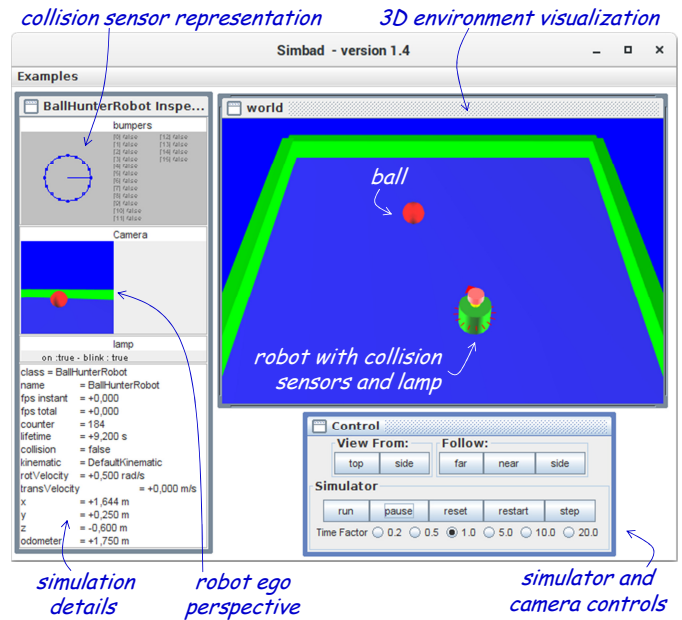 collision sensor representation
3D environment visualization
Simbad - version 1.4
Examples
BallHunterRobot Inspe...
bumpers
[0] false [12] false
[1] false [13] false
[2] false [14] false
[3] false [15] false
[4] false
[5] false
[6] false
[7] false
[8] false
[9] false
[10] false
[11] false
Camera
lamp
on :true - blink : true
class = BallHunterRobot
name = BallHunterRobot
fps instant = +0,000
fps total = +0,000
counter = 184
lifetime = +9,200 s
collision = false
kinematic = DefaultKinematic
rotVelocity = +0,500 rad/s
transVelocity = +0,000 m/s
x = +1,644 m
y = +0,250 m
z = -0,600 m
odometer = +1,750 m
world
ball
robot with collision
sensors and lamp
Control
View From: Follow:
top side far near side
Simulator
run pause reset restart step
Time Factor 0.2 0.5 1.0 5.0 10.0 20.0
simulation
details
robot ego
perspective
simulator and
camera controls